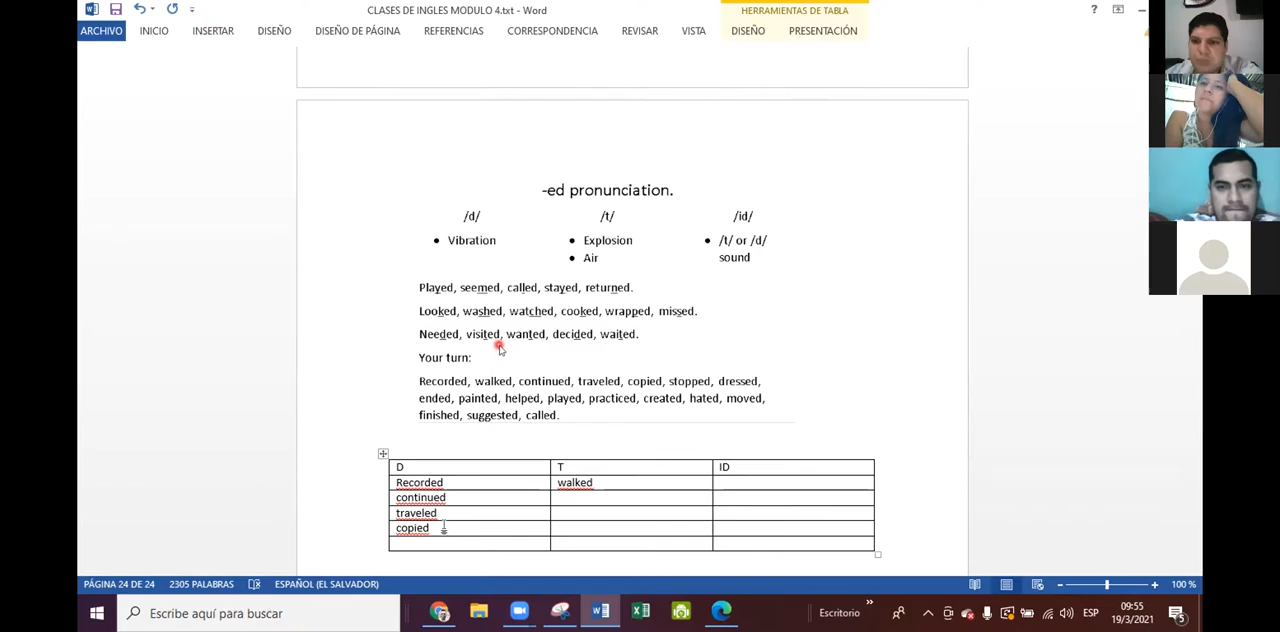 CLASES DE INGLES MODULO 4.txt - Word
HERRAMIENTAS DE TABLA
?
ARCHIVO INICIO INSERTAR DISEÑO DISEÑO DE PÁGINA REFERENCIAS CORRESPONDENCIA REVISAR VISTA DISEÑO PRESENTACIÓN
-ed pronunciation.
/d/ /t/ /id/
• Vibration • Explosion • /t/ or /d/
• Air sound
Played, seemed, called, stayed, returned.
Looked, washed, watched, cooked, wrapped, missed.
Needed, visited, wanted, decided, waited.
Your turn:
Recorded, walked, continued, traveled, copied, stopped, dressed,
ended, painted, helped, played, practiced, created, hated, moved,
finished, suggested, called.
D T ID
Recorded walked
continued
traveled
copied
PÁGINA 24 DE 24 2305 PALABRAS ESPAÑOL (EL SALVADOR) 100 %
Escribe aquí para buscar
Escritorio
ESP
09:55
19/3/2021
5